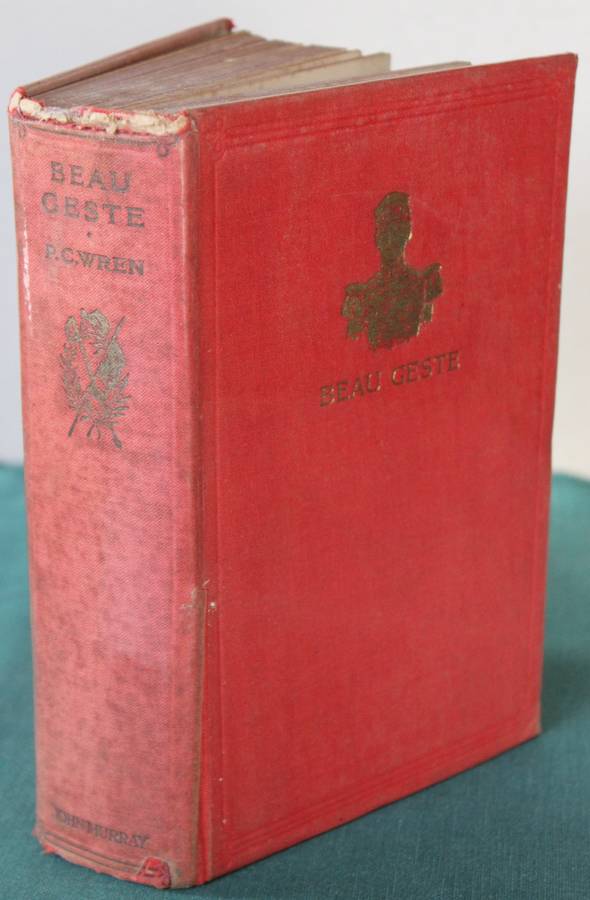 BEAU
GESTE
P.C.WREN
JOHN MURRAY
BEAU GESTE